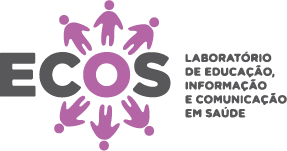 ECOS
LABORATÓRIO
DE EDUCAÇÃO,
INFORMAÇÃO
E COMUNICAÇÃO
EM SAÚDE